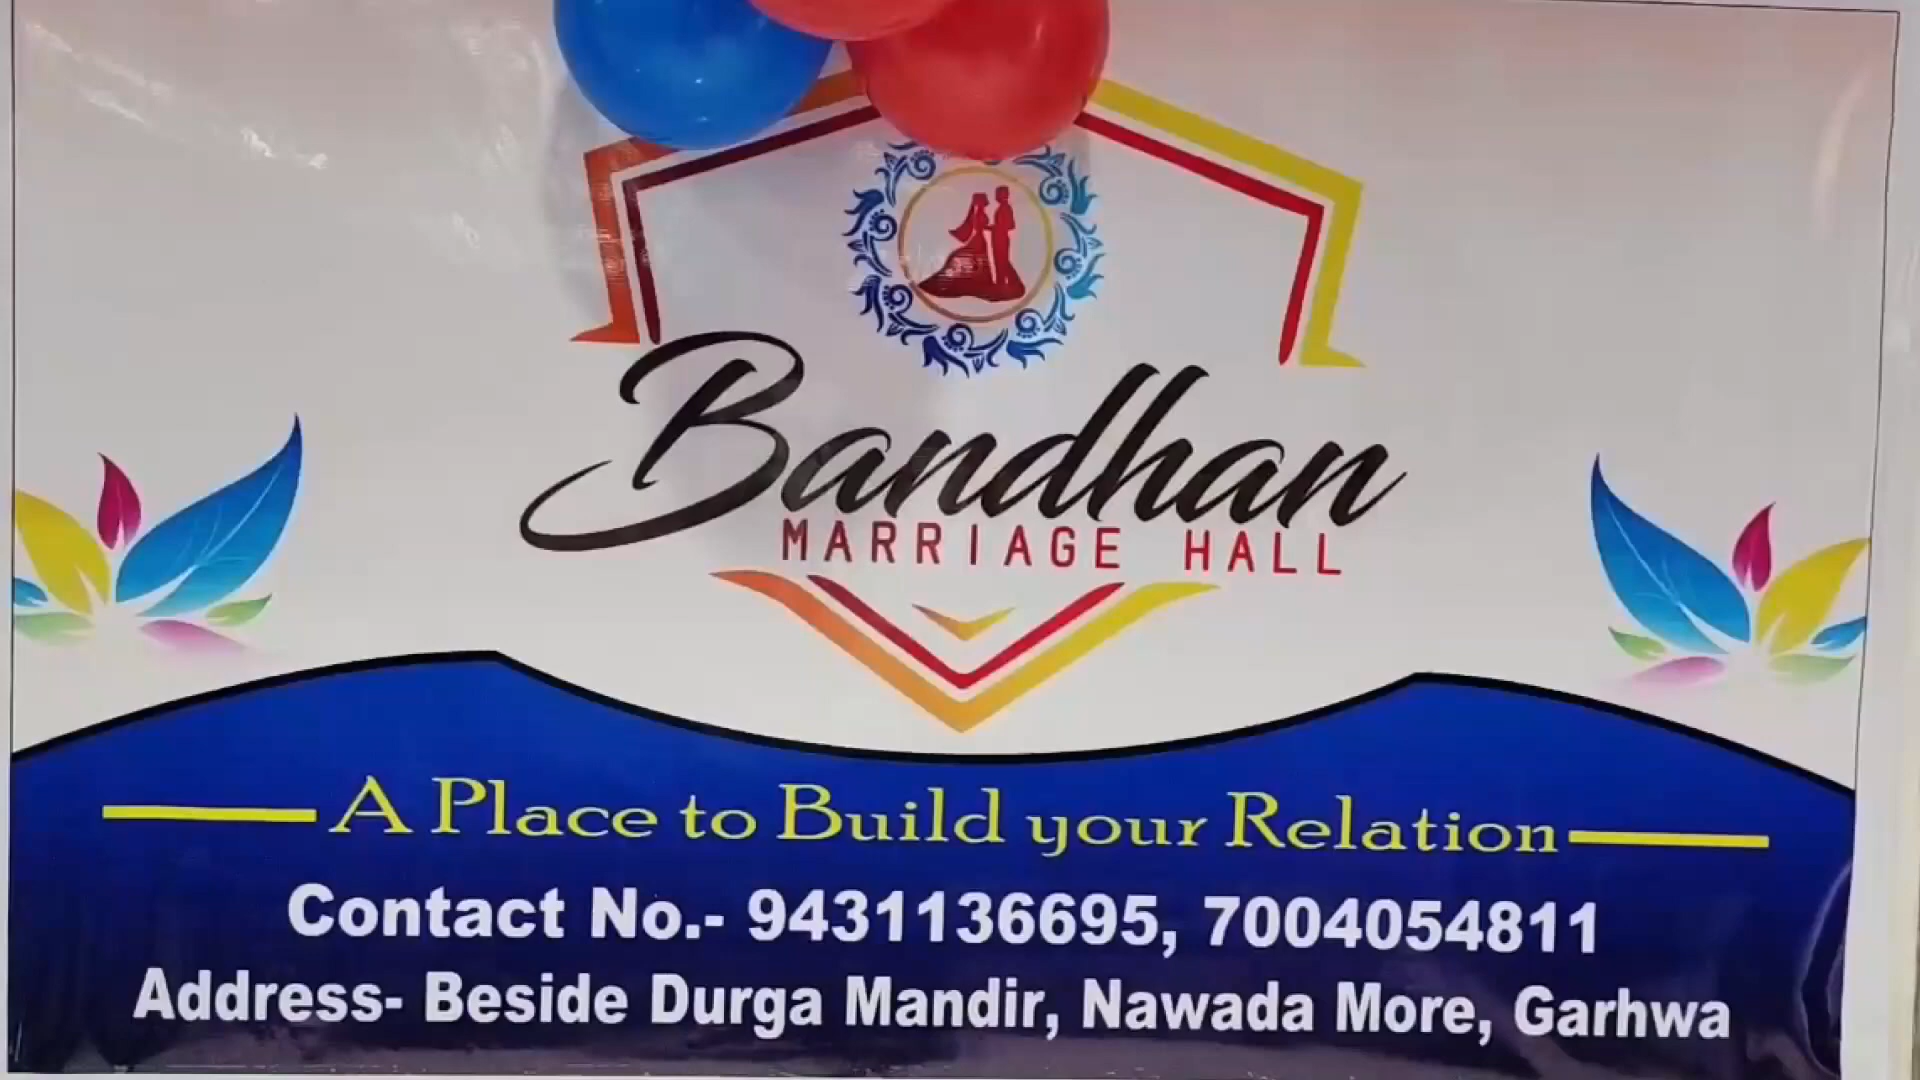 Bandhan
MARRIAGE HALL
A Place to Build your Relation
Contact No.- 9431136695, 7004054811
Address- Beside Durga Mandir, Nawada More, Garhwa